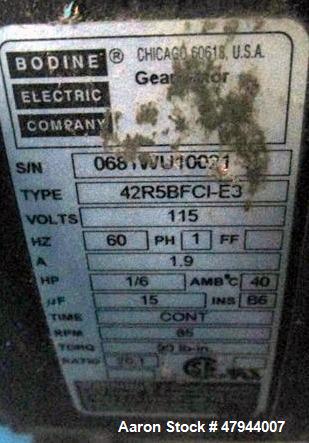 BODINE ® CHICAGO 60618, U.S.A.
ELECTRIC Gearmotor
COMPANY
S/N 0681WU10021
TYPE 42R5BFCI-E3
VOLTS 115
HZ 60 PH 1 FF
A 1.9
HP 1/6 AMB°C 40
µF 15 INS B6
TIME CONT
RPM 85
TORQ lb-in
RATIO
Aaron Stock # 47944007